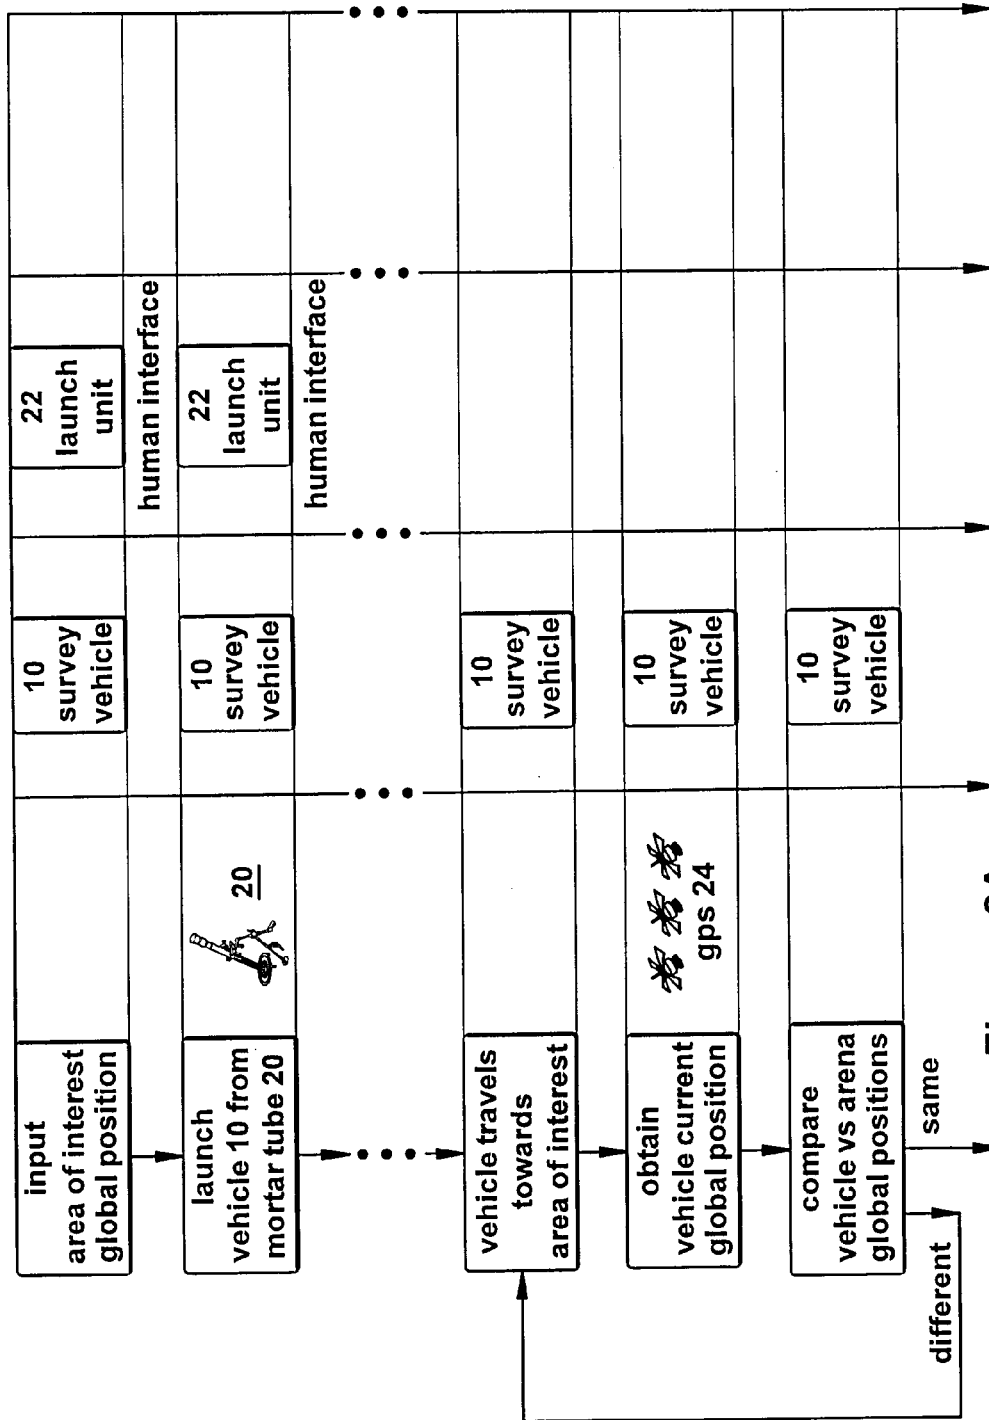 input
area of interest
global position
10
survey
vehicle
22
launch
unit
human interface
launch
vehicle 10 from
mortar tube 20
20
10
survey
vehicle
22
launch
unit
human interface
vehicle travels
towards
area of interest
10
survey
vehicle
obtain
vehicle current
global position
gps 24
10
survey
vehicle
compare
vehicle vs arena
global positions
10
survey
vehicle
different
same